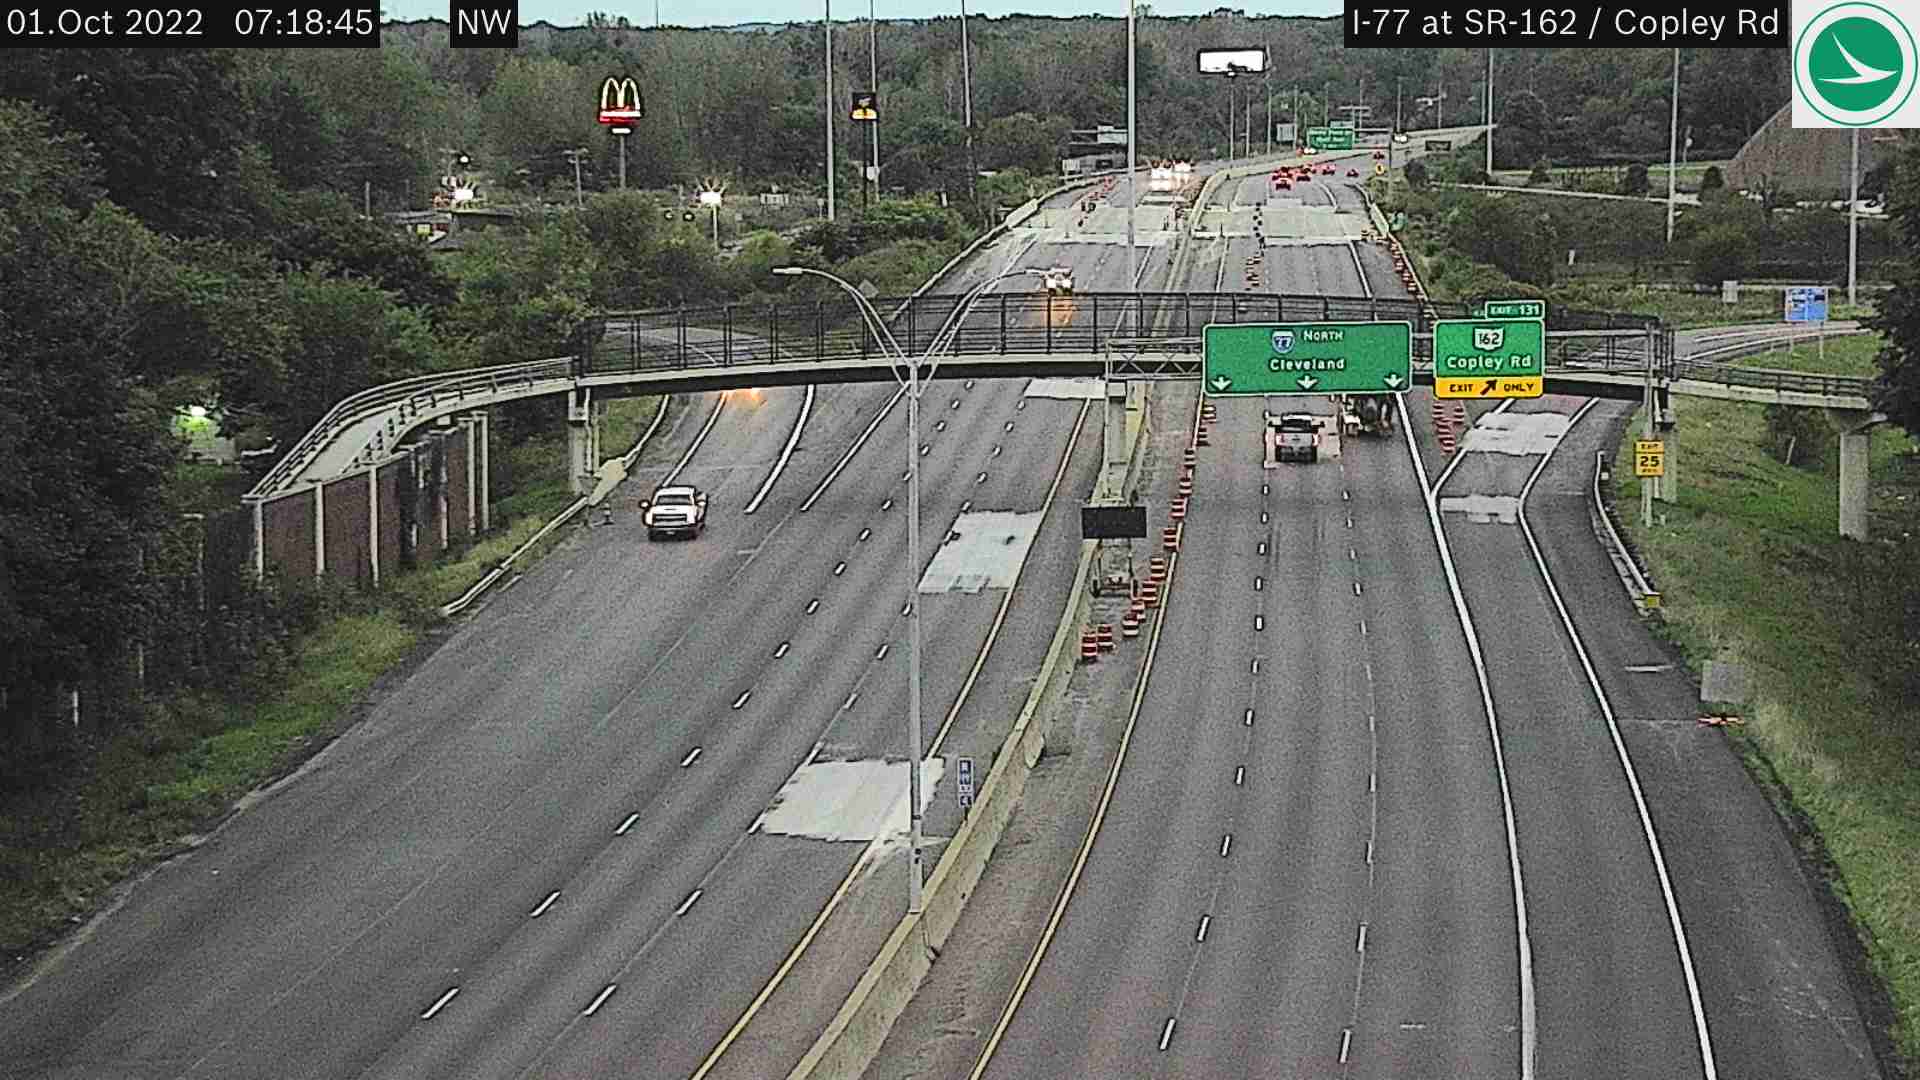 01.Oct 2022 07:18:45
NW
I-77 at SR-162 / Copley Rd
EXIT 131
77 NORTH
Cleveland
162
Copley Rd
EXIT ONLY
EXIT
25